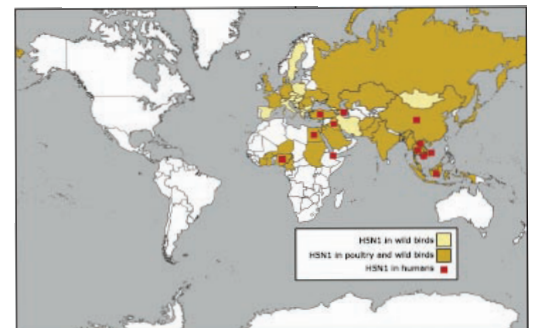 H5N1 in wild birds
H5N1 in poultry and wild birds
H5N1 in humans